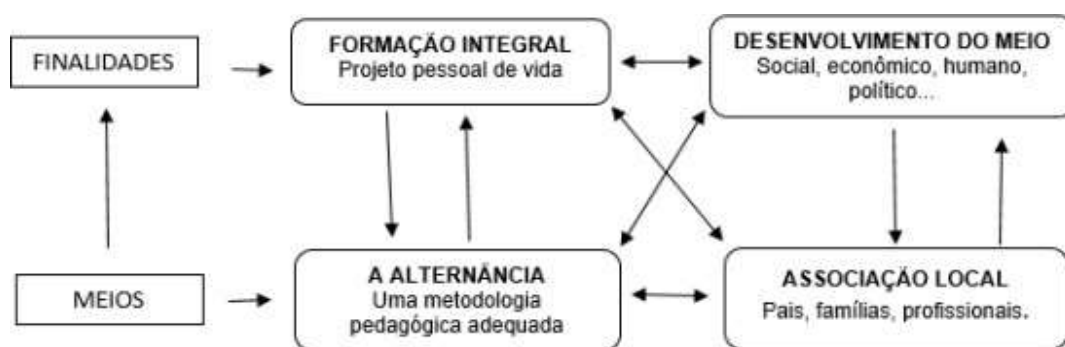 FINALIDADES
FORMAÇÃO INTEGRAL
Projeto pessoal de vida
DESENVOLVIMENTO DO MEIO
Social, econômico, humano,
político...
MEIOS
A ALTERNÂNCIA
Uma metodologia
pedagógica adequada
ASSOCIAÇÃO LOCAL
Pais, famílias, profissionais.